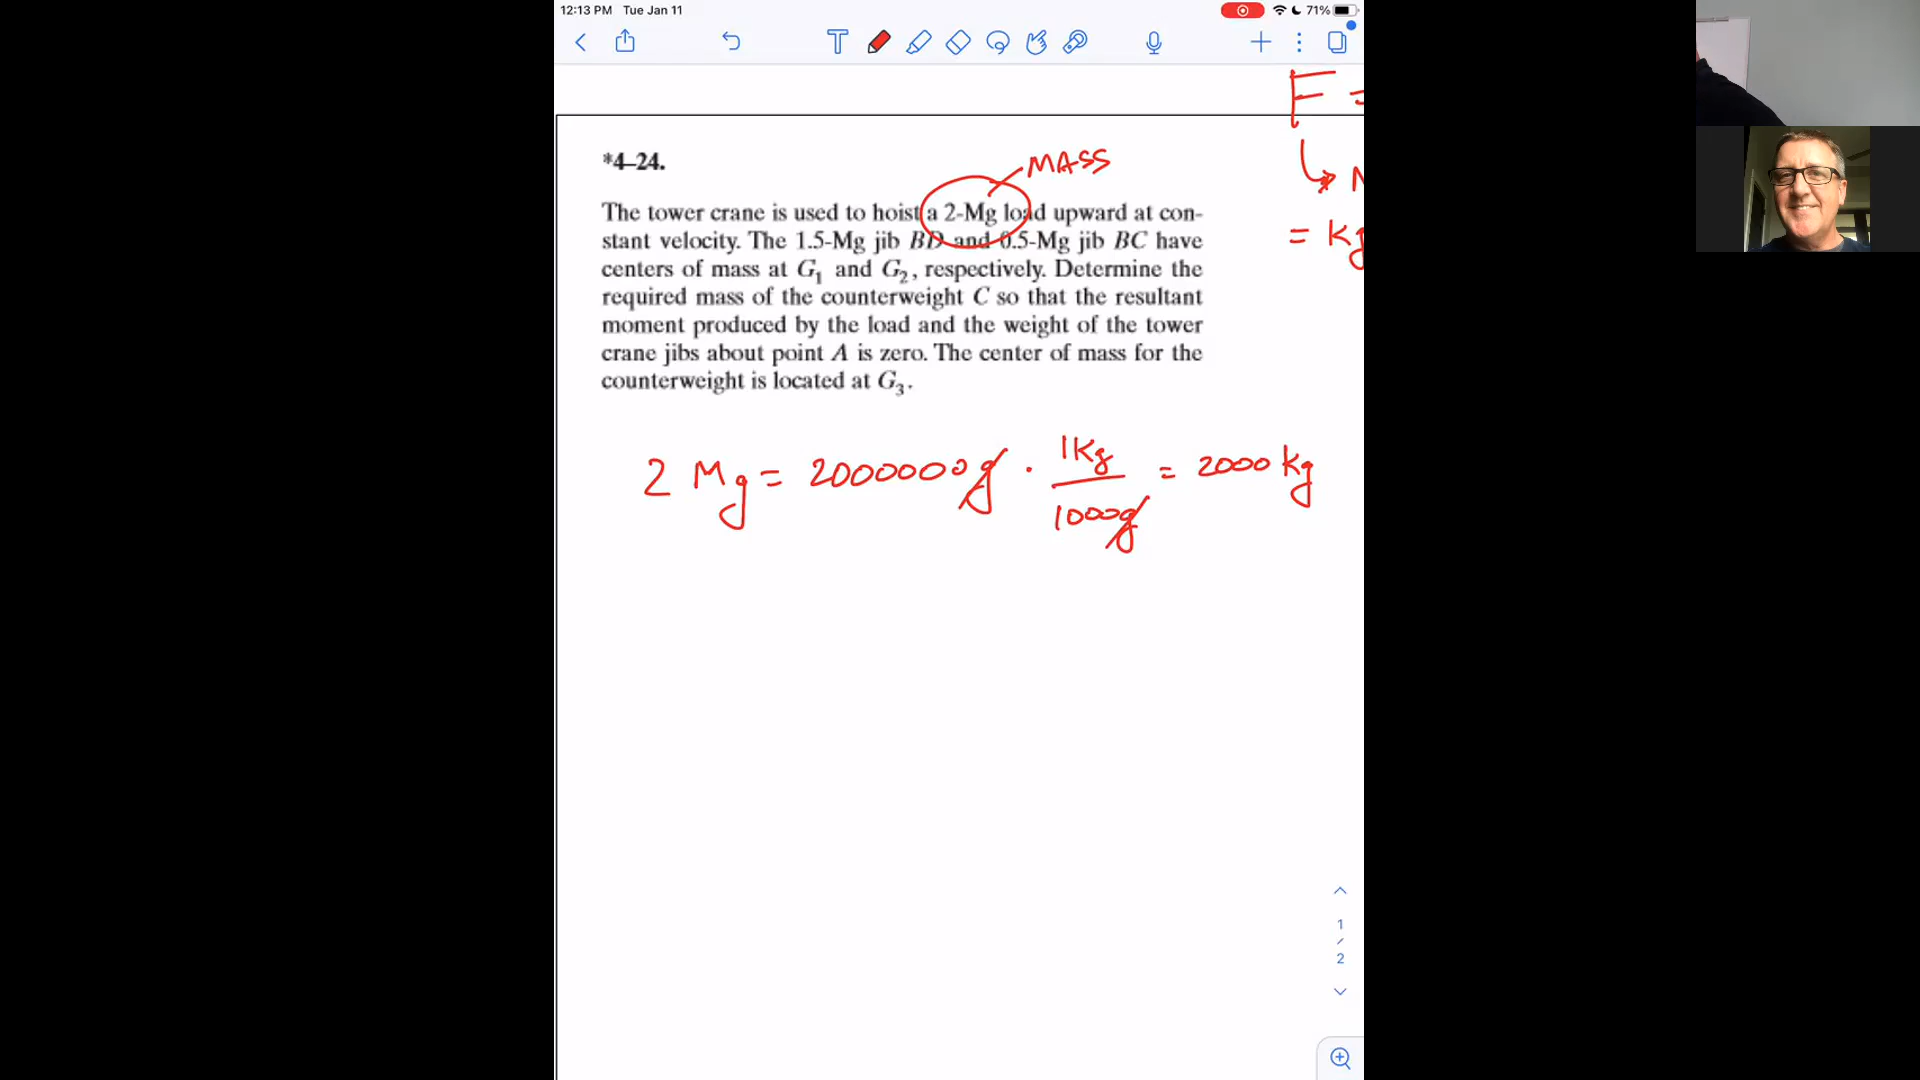 12:13 PM Tue Jan 11
71%
F =
*4–24.
MASS
The tower crane is used to hoist a 2-Mg load upward at con-
stant velocity. The 1.5-Mg jib BD and 0.5-Mg jib BC have
= kg
centers of mass at G1 and G2, respectively. Determine the
required mass of the counterweight C so that the resultant
moment produced by the load and the weight of the tower
crane jibs about point A is zero. The center of mass for the
counterweight is located at G3.
2 Mg = 2000000g · 1Kg / 1000g = 2000 kg
1
/
2